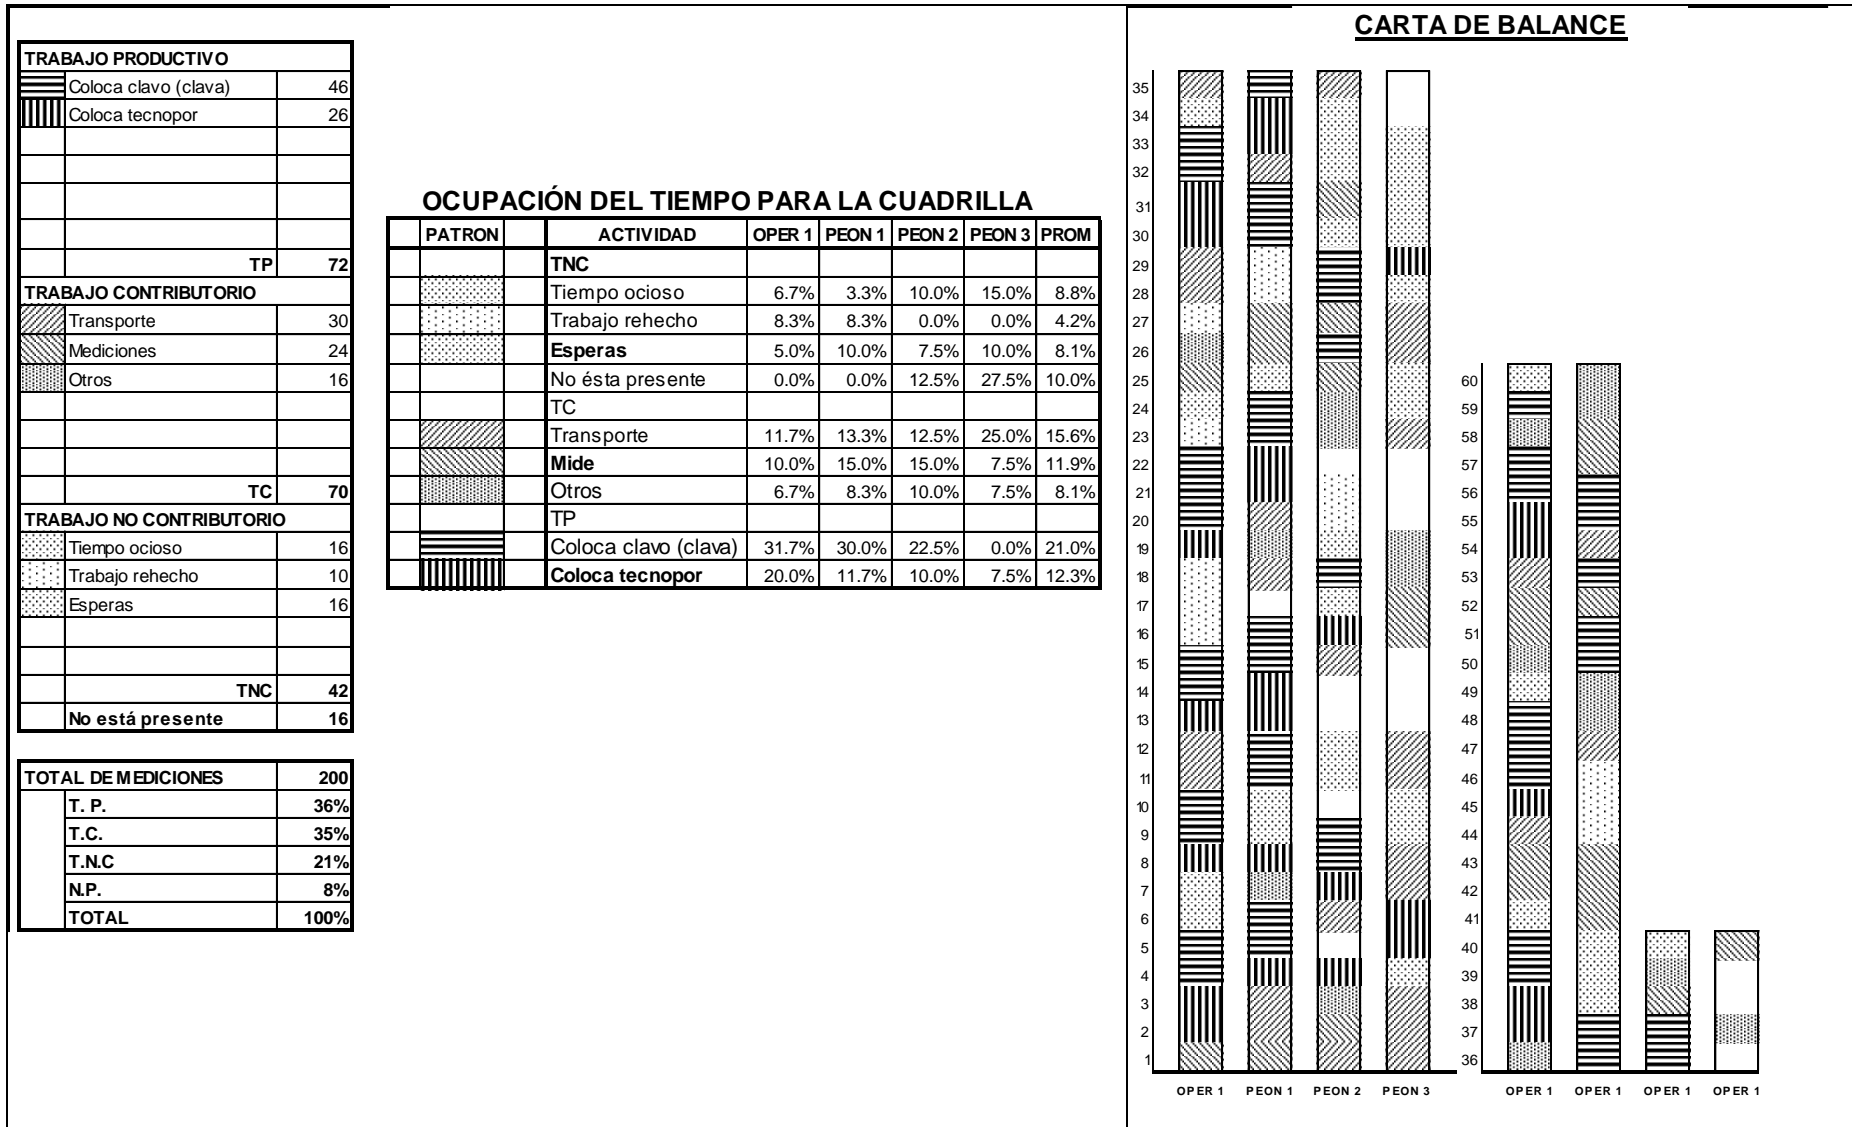 TRABAJO PRODUCTIVO
Coloca clavo (clava) 46
Coloca tecnopor 26
TP 72
TRABAJO CONTRIBUTORIO
Transporte 30
Mediciones 24
Otros 16
TC 70
TRABAJO NO CONTRIBUTORIO
Tiempo ocioso 16
Trabajo rehecho 10
Esperas 16
TNC 42
No está presente 16
TOTAL DE MEDICIONES 200
T. P. 36%
T.C. 35%
T.N.C 21%
N.P. 8%
TOTAL 100%
OCUPACIÓN DEL TIEMPO PARA LA CUADRILLA
PATRON ACTIVIDAD OPER 1 PEON 1 PEON 2 PEON 3 PROM
TNC
Tiempo ocioso 6.7% 3.3% 10.0% 15.0% 8.8%
Trabajo rehecho 8.3% 8.3% 0.0% 0.0% 4.2%
Esperas 5.0% 10.0% 7.5% 10.0% 8.1%
No ésta presente 0.0% 0.0% 12.5% 27.5% 10.0%
TC
Transporte 11.7% 13.3% 12.5% 25.0% 15.6%
Mide 10.0% 15.0% 15.0% 7.5% 11.9%
Otros 6.7% 8.3% 10.0% 7.5% 8.1%
TP
Coloca clavo (clava) 31.7% 30.0% 22.5% 0.0% 21.0%
Coloca tecnopor 20.0% 11.7% 10.0% 7.5% 12.3%
CARTA DE BALANCE
35
34
33
32
31
30
29
28
27
26
25
24
23
22
21
20
19
18
17
16
15
14
13
12
11
10
9
8
7
6
5
4
3
2
1
OPER 1 PEON 1 PEON 2 PEON 3
60
59
58
57
56
55
54
53
52
51
50
49
48
47
46
45
44
43
42
41
40
39
38
37
36
OPER 1 OPER 1 OPER 1 OPER 1